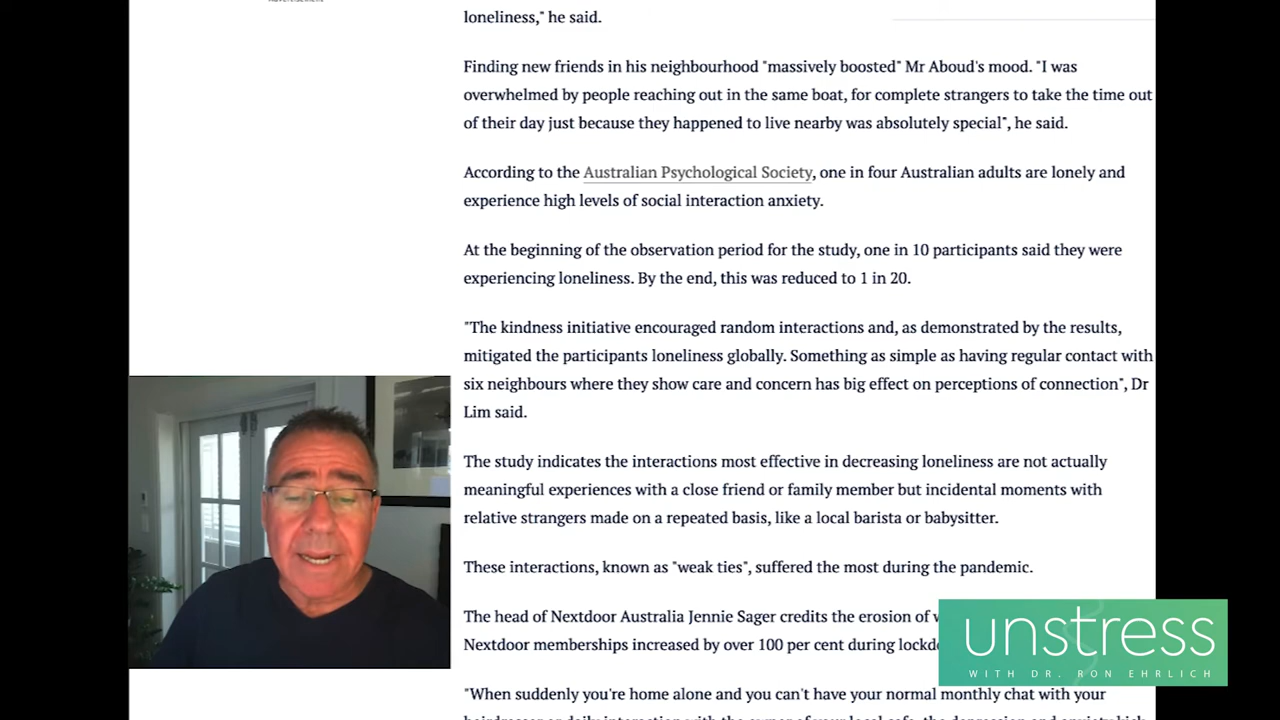 loneliness," he said.
Finding new friends in his neighbourhood "massively boosted" Mr Aboud's mood. "I was
overwhelmed by people reaching out in the same boat, for complete strangers to take the time out
of their day just because they happened to live nearby was absolutely special", he said.
According to the Australian Psychological Society, one in four Australian adults are lonely and
experience high levels of social interaction anxiety.
At the beginning of the observation period for the study, one in 10 participants said they were
experiencing loneliness. By the end, this was reduced to 1 in 20.
"The kindness initiative encouraged random interactions and, as demonstrated by the results,
mitigated the participants loneliness globally. Something as simple as having regular contact with
six neighbours where they show care and concern has big effect on perceptions of connection", Dr
Lim said.
The study indicates the interactions most effective in decreasing loneliness are not actually
meaningful experiences with a close friend or family member but incidental moments with
relative strangers made on a repeated basis, like a local barista or babysitter.
These interactions, known as "weak ties", suffered the most during the pandemic.
The head of Nextdoor Australia Jennie Sager credits the erosion of
Nextdoor memberships increased by over 100 per cent during
"When suddenly you're home alone and you can't have your normal monthly chat with your
unstress
WITH DR. RON EHRLICH